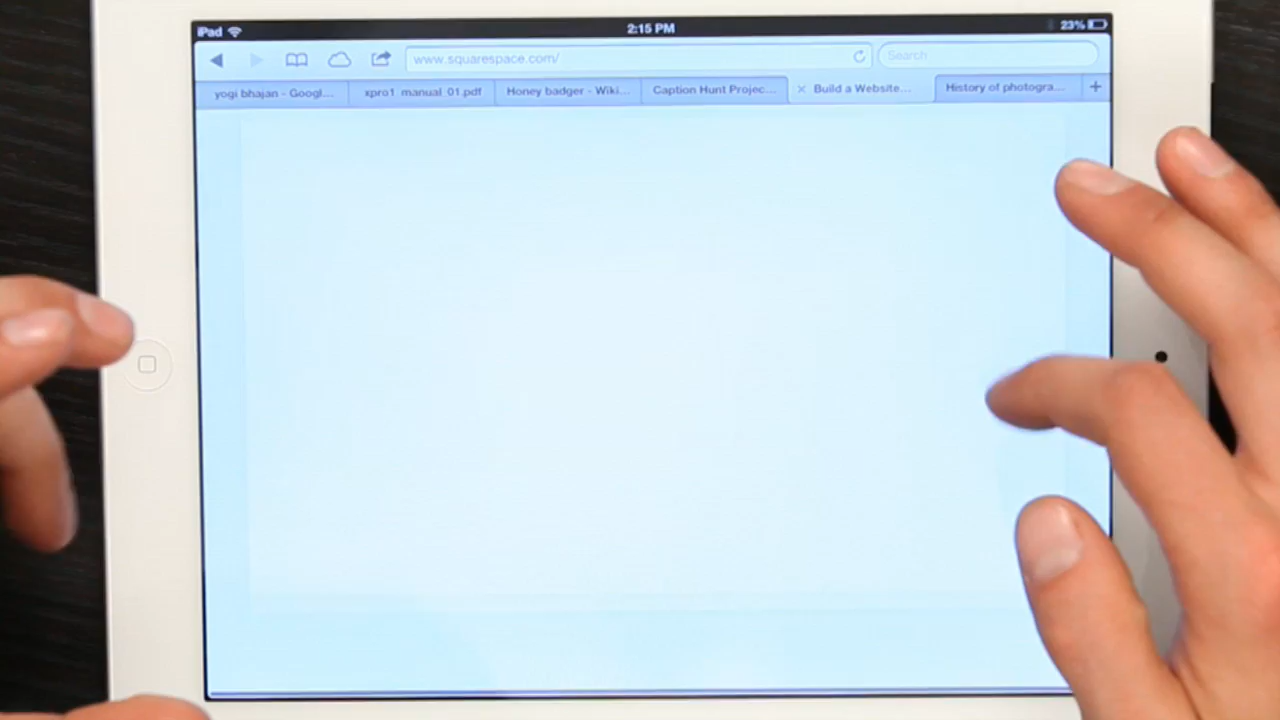 iPad 2:15 PM 23%
www.squarespace.com/ Search
yogi bhajan - Googl... xpro1_manual_01.pdf Honey badger - Wiki... Caption Hunt Projec... Build a Website... History of photogra...